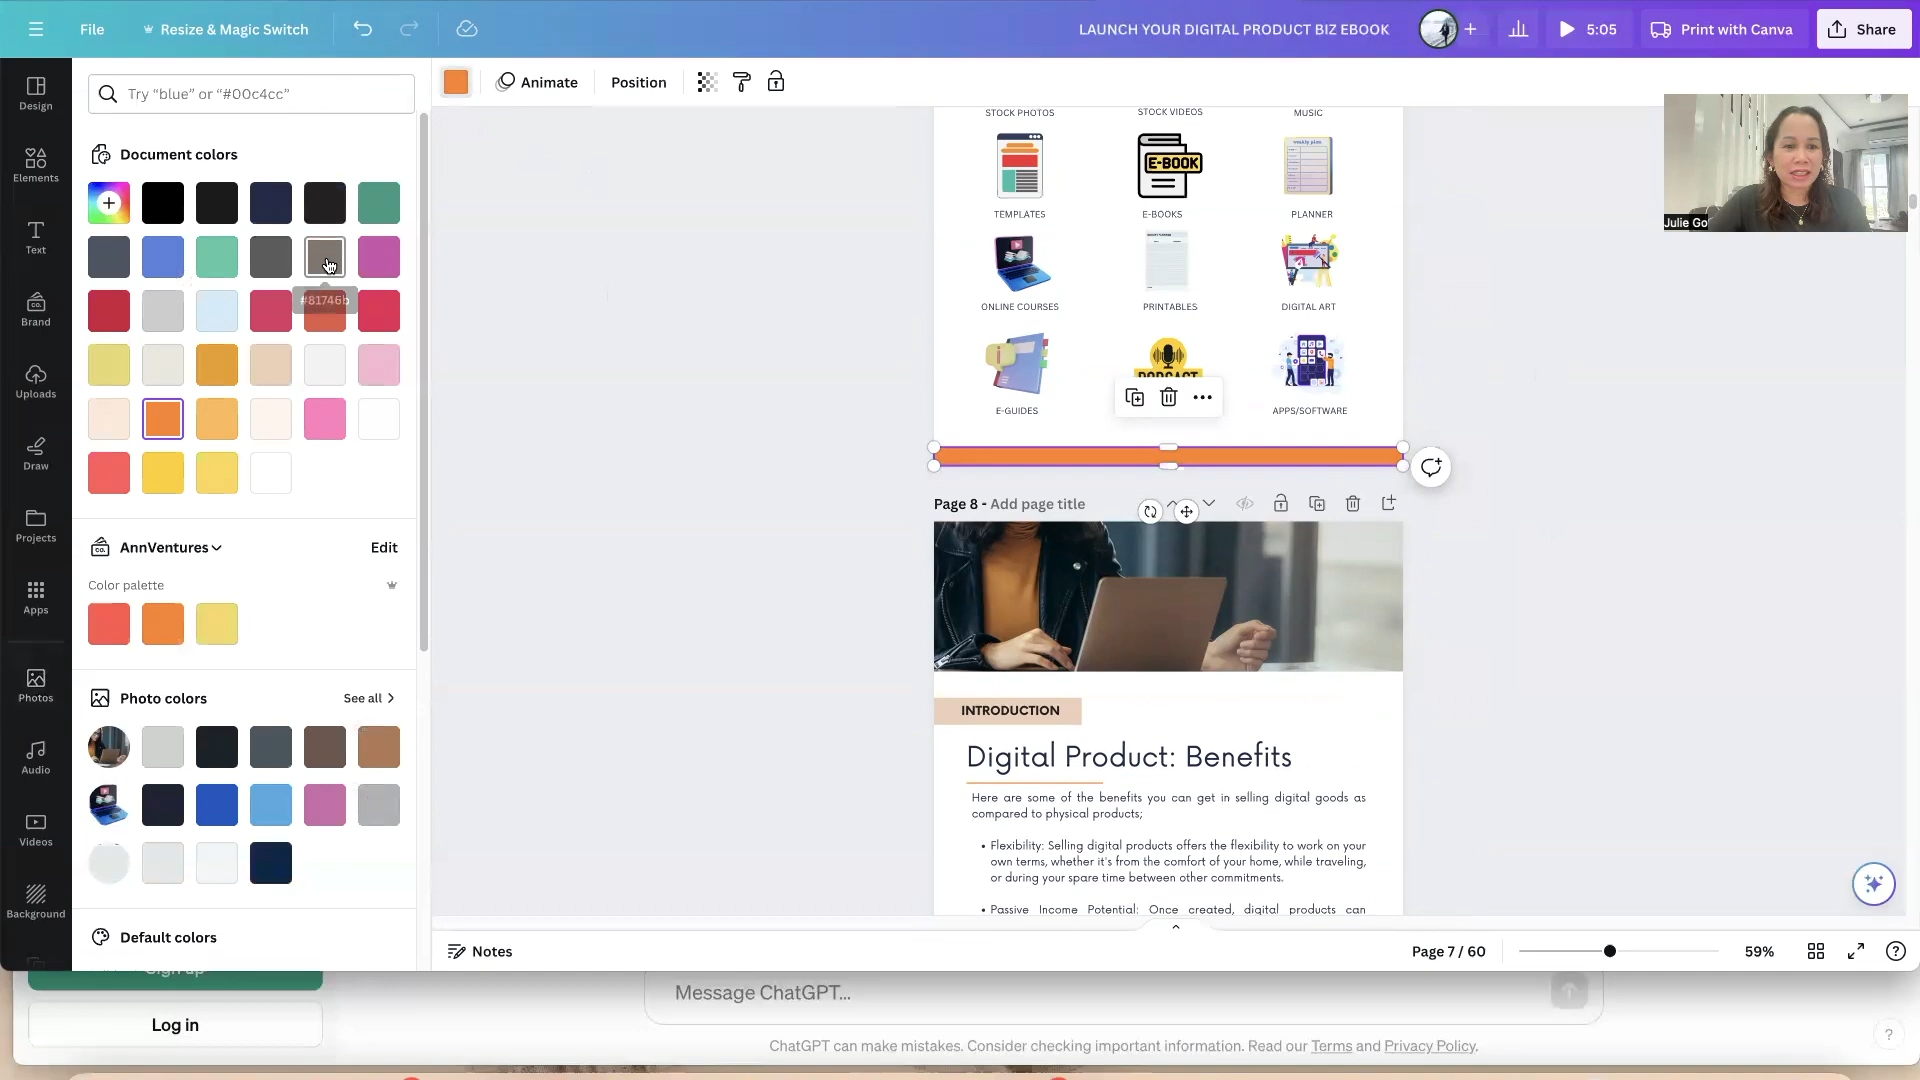 File
Resize & Magic Switch
LAUNCH YOUR DIGITAL PRODUCT BIZ EBOOK
5:05
Print with Canva
Share
Design
Elements
Text
Brand
Uploads
Draw
Projects
Apps
Photos
Audio
Videos
Background
Try “blue” or “#00c4cc”
Document colors
#81746b
AnnVentures
Edit
Color palette
Photo colors
See all
Default colors
Animate
Position
STOCK PHOTOS
STOCK VIDEOS
MUSIC
E-BOOK
weekly plan
TEMPLATES
E-BOOKS
PLANNER
ONLINE COURSES
PRINTABLES
DIGITAL ART
PODCAST
E-GUIDES
APPS/SOFTWARE
Page 8 - Add page title
INTRODUCTION
Digital Product: Benefits
Here are some of the benefits you can get in selling digital goods as
compared to physical products;
• Flexibility: Selling digital products offers the flexibility to work on your
own terms, whether it's from the comfort of your home, while traveling,
or during your spare time between other commitments.
• Passive Income Potential: Once created, digital products can
Julie Go
Notes
Page 7 / 60
59%
Sign up
Log in
Message ChatGPT...
ChatGPT can make mistakes. Consider checking important information. Read our Terms and Privacy Policy.